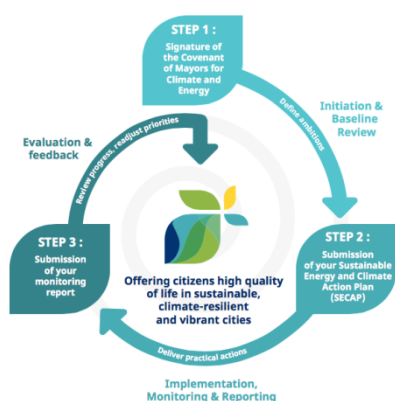 STEP 1 :
Signature of
the Covenant
of Mayors for
Climate and
Energy
Define ambitions
Initiation &
Baseline
Review
STEP 2 :
Submission
of your Sustainable
Energy and Climate
Action Plan
(SECAP)
Deliver practical actions
Implementation,
Monitoring & Reporting
STEP 3 :
Submission
of your
monitoring
report
Review progress, readjust priorities
Evaluation &
feedback
Offering citizens high quality
of life in sustainable,
climate-resilient
and vibrant cities